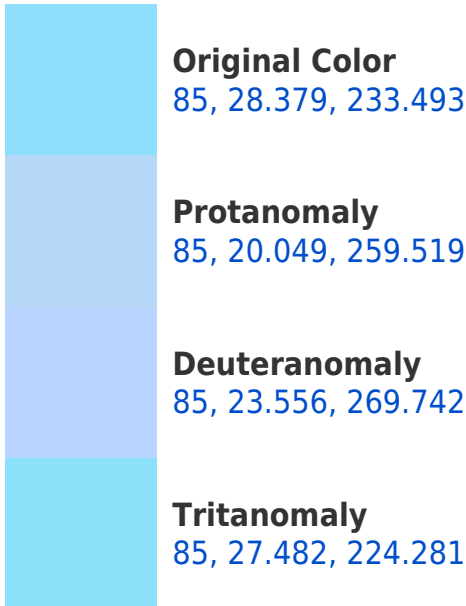 Original Color
85, 28.379, 233.493
Protanomaly
85, 20.049, 259.519
Deuteranomaly
85, 23.556, 269.742
Tritanomaly
85, 27.482, 224.281